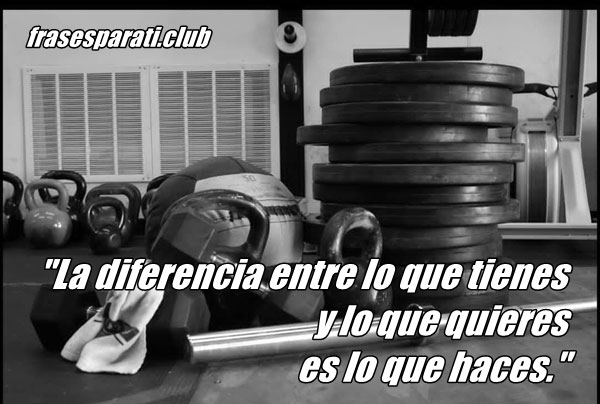 frasesparati.club
"La diferencia entre lo que tienes
y lo que quieres
es lo que haces."